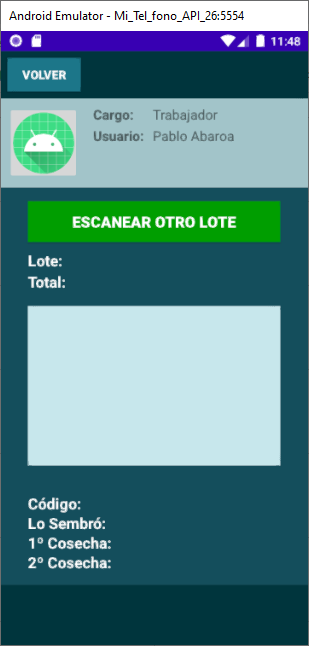 Android Emulator - Mi_Tel_fono_API_26:5554
11:48
VOLVER
Cargo: Trabajador
Usuario: Pablo Abaroa
ESCANEAR OTRO LOTE
Lote:
Total:
Código:
Lo Sembró:
1º Cosecha:
2º Cosecha: